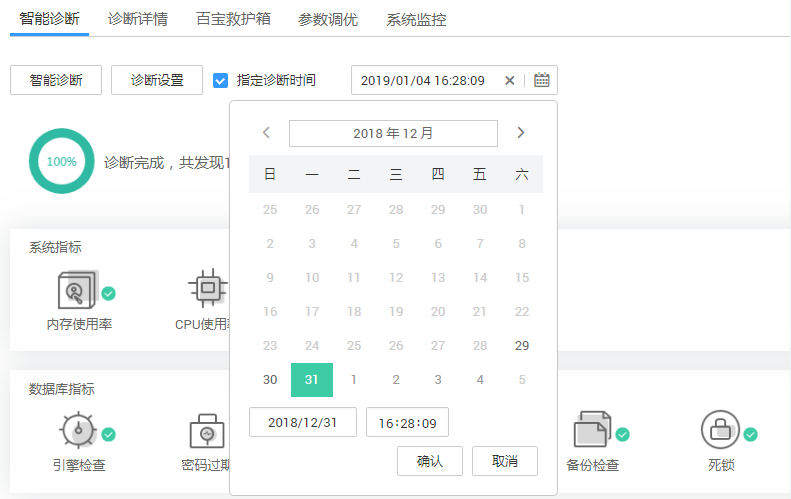 智能诊断 诊断详情 百宝救护箱 参数调优 系统监控
智能诊断 诊断设置 指定诊断时间 2019/01/04 16:28:09
2018 年 12 月
日 一 二 三 四 五 六
100% 诊断完成，共发现1
25 26 27 28 29 30 1
2 3 4 5 6 7 8
系统指标
9 10 11 12 13 14 15
16 17 18 19 20 21 22
内存使用率 CPU使用率
23 24 25 26 27 28 29
30 31 1 2 3 4 5
数据库指标
2018/12/31 16:28:09
确认 取消
引擎检查 密码过期 备份检查 死锁